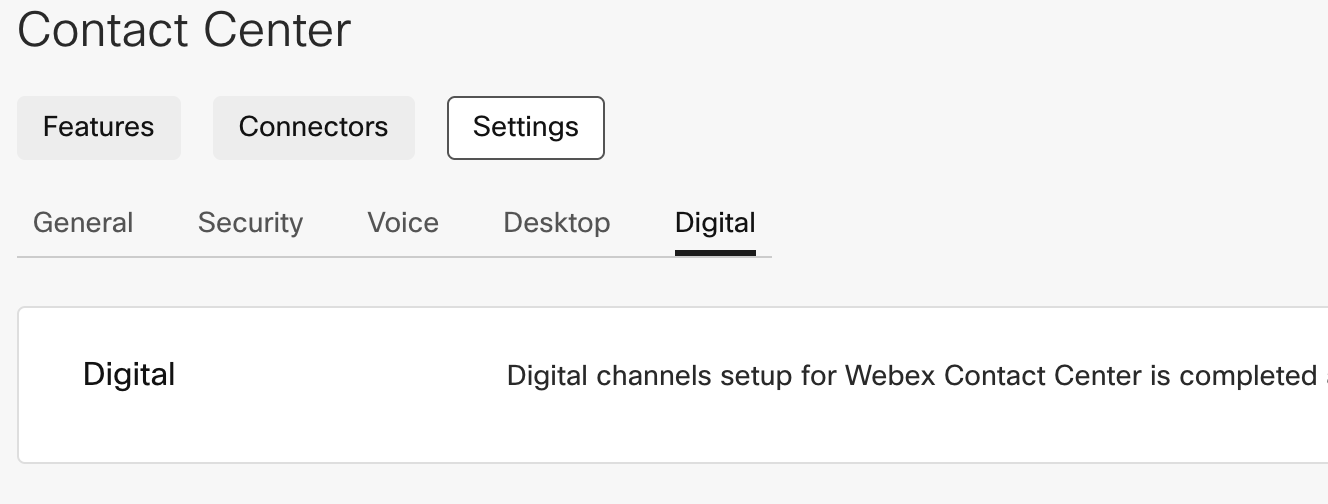 Contact Center
Features Connectors Settings
General Security Voice Desktop Digital
Digital Digital channels setup for Webex Contact Center is completed